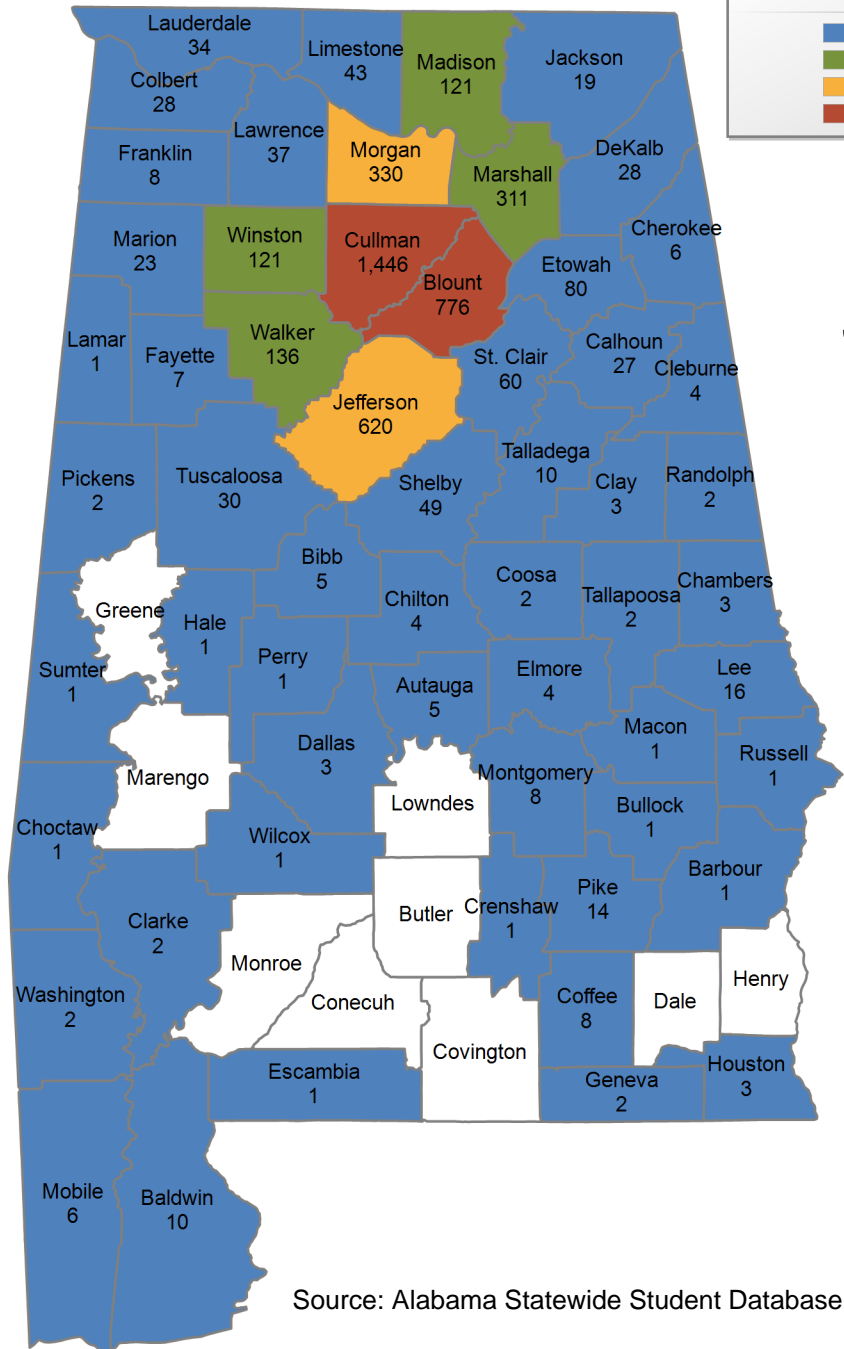 Lauderdale
34
Limestone
43
Madison
121
Jackson
19
Colbert
28
Lawrence
37
Franklin
8
Morgan
330
Marshall
311
DeKalb
28
Marion
23
Winston
121
Cullman
1,446
Blount
776
Etowah
80
Cherokee
6
Lamar
1
Fayette
7
Walker
136
St. Clair
60
Calhoun
27
Cleburne
4
Jefferson
620
Pickens
2
Tuscaloosa
30
Shelby
49
Talladega
10
Clay
3
Randolph
2
Greene
Hale
1
Bibb
5
Chilton
4
Coosa
2
Tallapoosa
2
Chambers
3
Sumter
1
Perry
1
Autauga
5
Elmore
4
Lee
16
Marengo
Dallas
3
Lowndes
Montgomery
8
Macon
1
Russell
1
Bullock
1
Choctaw
1
Wilcox
1
Clarke
2
Butler
Crenshaw
1
Pike
14
Barbour
1
Washington
2
Monroe
Conecuh
Covington
Coffee
8
Dale
Henry
Escambia
1
Geneva
2
Houston
3
Mobile
6
Baldwin
10
Source: Alabama Statewide Student Database